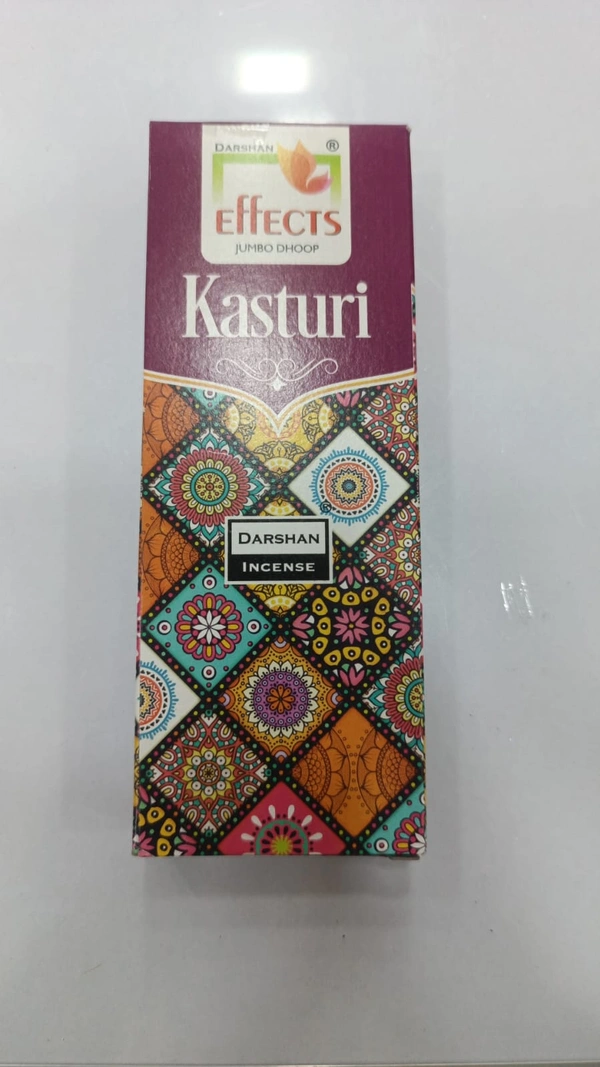 DARSHAN ®
EFFECTS
JUMBO DHOOP
Kasturi
®
DARSHAN
INCENSE